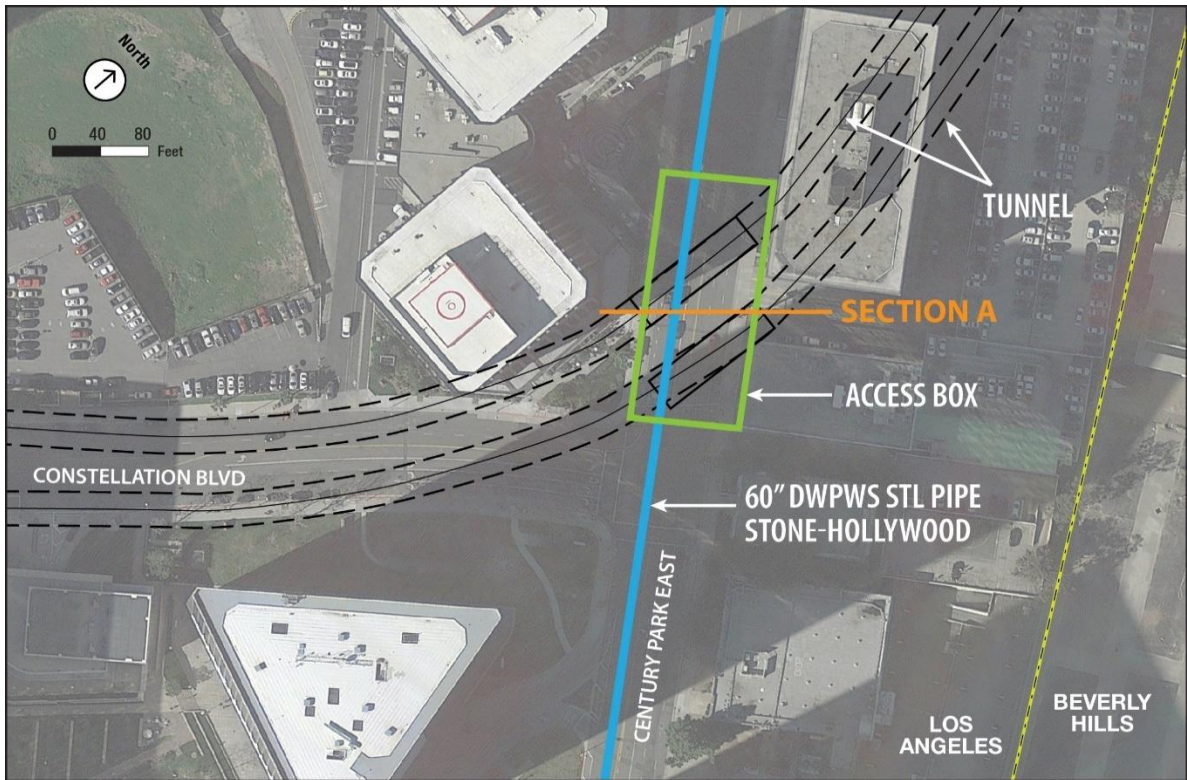 North
0 40 80
Feet
TUNNEL
SECTION A
ACCESS BOX
CONSTELLATION BLVD
60” DWPWS STL PIPE
STONE-HOLLYWOOD
CENTURY PARK EAST
LOS
ANGELES
BEVERLY
HILLS